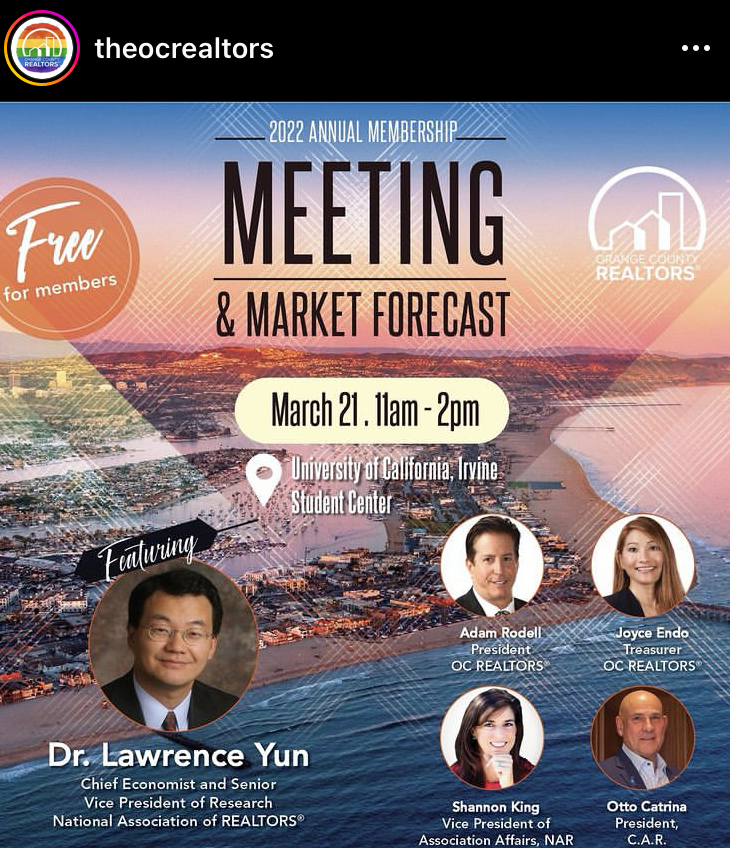 theocrealtors
2022 ANNUAL MEMBERSHIP
MEETING
& MARKET FORECAST
Free
for members
ORANGE COUNTY
REALTORS®
March 21 . 11am - 2pm
University of California, Irvine
Student Center
Featuring
Dr. Lawrence Yun
Chief Economist and Senior
Vice President of Research
National Association of REALTORS®
Adam Rodell
President
OC REALTORS®
Joyce Endo
Treasurer
OC REALTORS®
Shannon King
Vice President of
Association Affairs, NAR
Otto Catrina
President,
C.A.R.